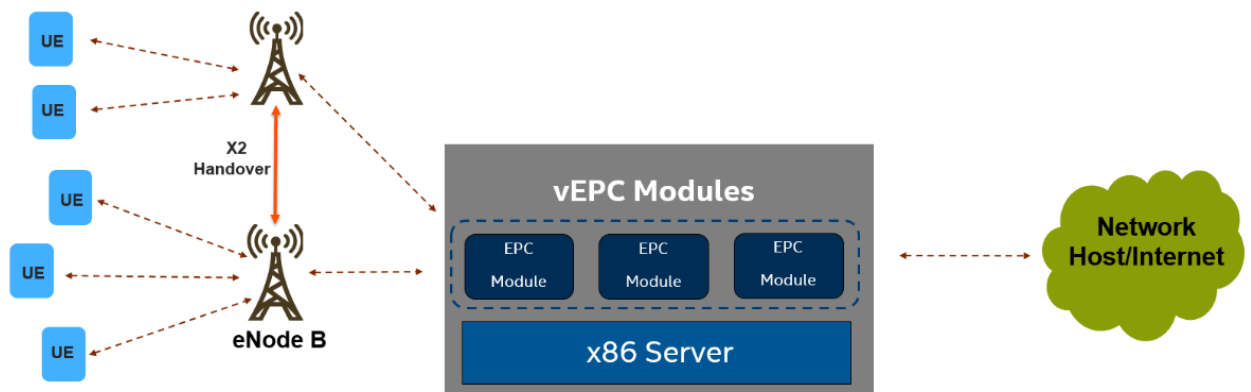 UE
UE
X2
Handover
UE
UE
UE
eNode B
vEPC Modules
EPC
Module
EPC
Module
EPC
Module
x86 Server
Network
Host/Internet